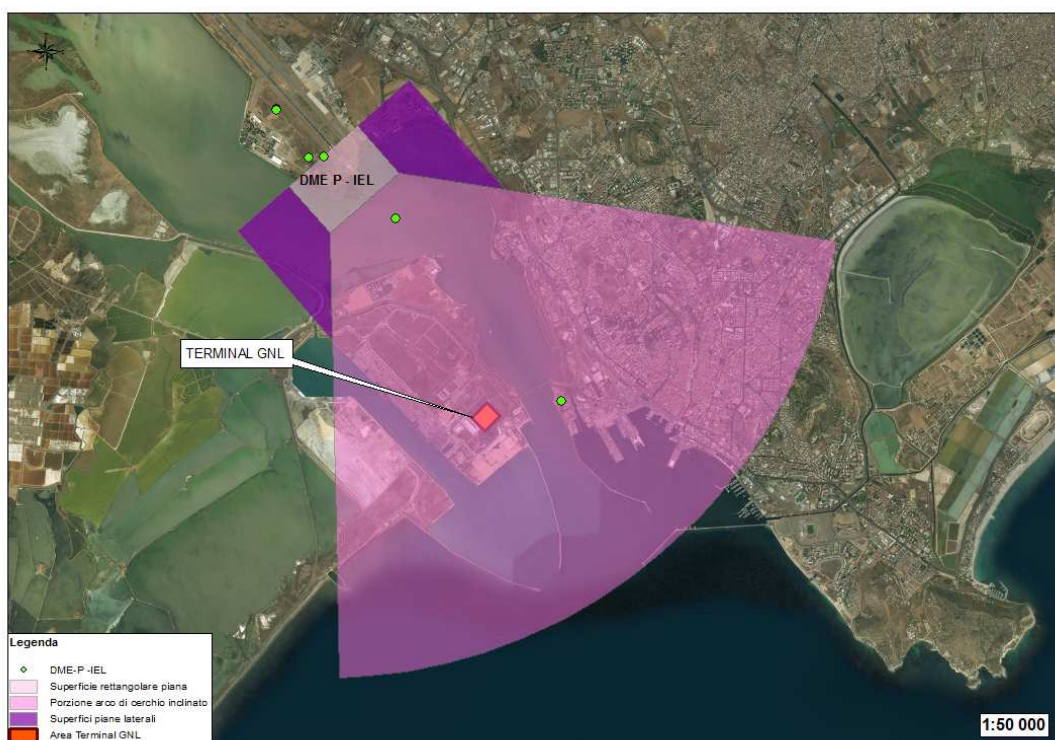 DME P - IEL
TERMINAL GNL
Legenda
DME-P -IEL
Superficie rettangolare piana
Porzione arco di cerchio inclinato
Superfici piane laterali
Area Terminal GNL
1:50 000